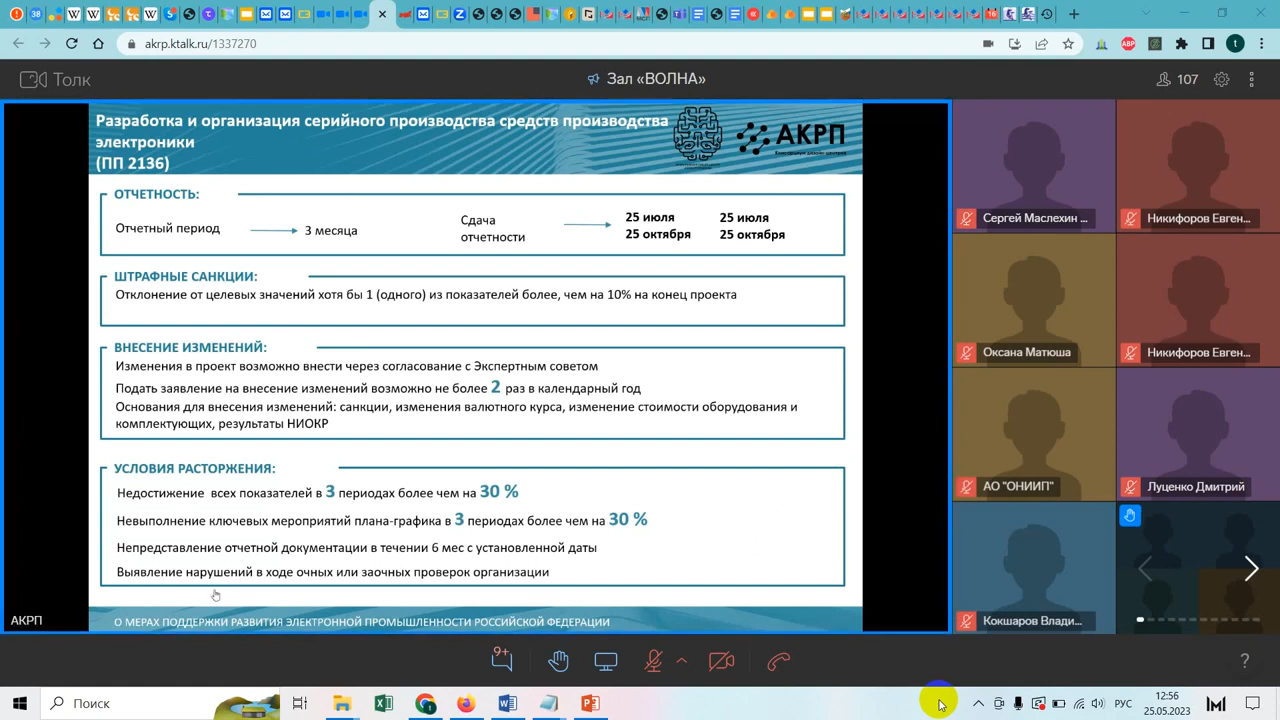 38
16
akrp.ktalk.ru/1337270
ABP
t
Толк
Зал «ВОЛНА»
107
Разработка и организация серийного производства средств производства
электроники
(ПП 2136)
АКРП
ОТЧЕТНОСТЬ:
Отчетный период
3 месяца
Сдача
отчетности
25 июля
25 октября
25 июля
25 октября
ШТРАФНЫЕ САНКЦИИ:
Отклонение от целевых значений хотя бы 1 (одного) из показателей более, чем на 10% на конец проекта
ВНЕСЕНИЕ ИЗМЕНЕНИЙ:
Изменения в проект возможно внести через согласование с Экспертным советом
Подать заявление на внесение изменений возможно не более 2 раз в календарный год
Основания для внесения изменений: санкции, изменения валютного курса, изменение стоимости оборудования и
комплектующих, результаты НИОКР
УСЛОВИЯ РАСТОРЖЕНИЯ:
Недостижение всех показателей в 3 периодах более чем на 30 %
Невыполнение ключевых мероприятий плана-графика в 3 периодах более чем на 30 %
Непредставление отчетной документации в течении 6 мес с установленной даты
Выявление нарушений в ходе очных или заочных проверок организации
АКРП
О МЕРАХ ПОДДЕРЖКИ РАЗВИТИЯ ЭЛЕКТРОННОЙ ПРОМЫШЛЕННОСТИ РОССИЙСКОЙ ФЕДЕРАЦИИ
Сергей Маслехин ...
Никифоров Евген...
Оксана Матюша
Никифоров Евген...
АО "ОНИИП"
Луценко Дмитрий
Кокшаров Влади...
9+
?
Поиск
РУС
12:56
25.05.2023